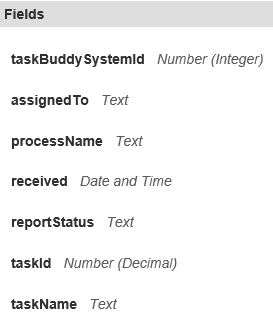 Fields
taskBuddySystemId Number (Integer)
assignedTo Text
processName Text
received Date and Time
reportStatus Text
taskId Number (Decimal)
taskName Text